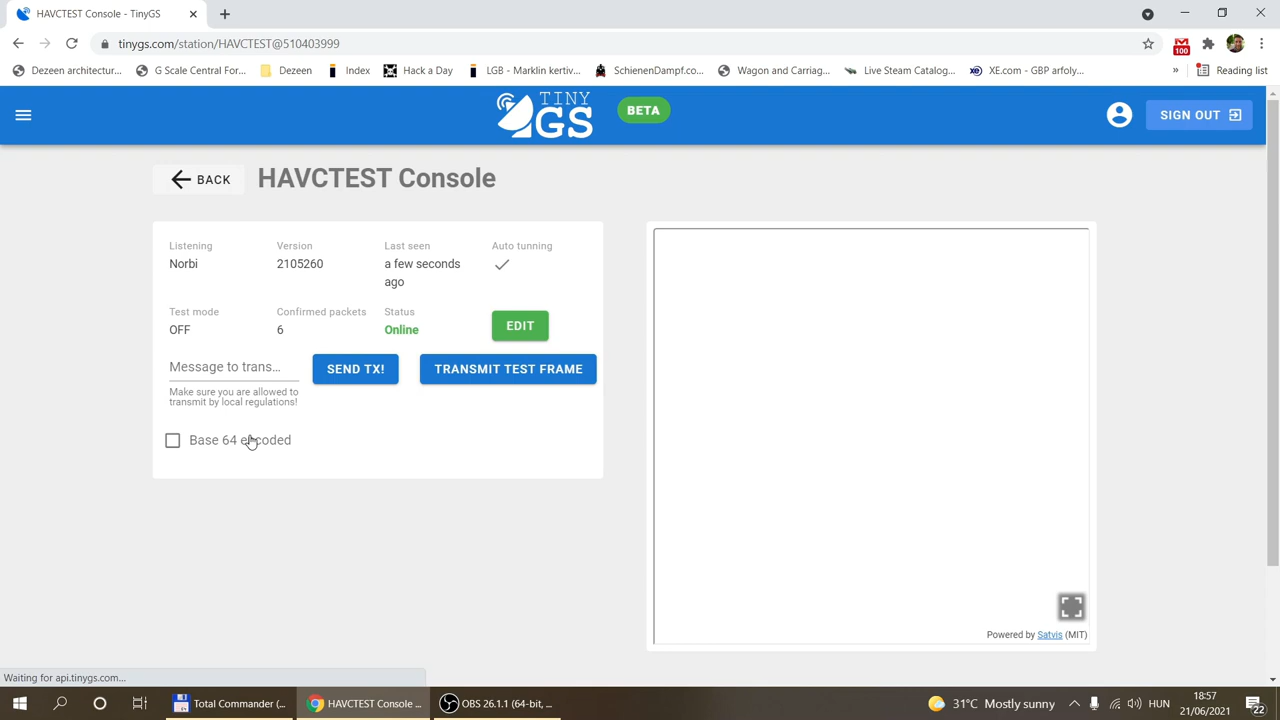 HAVCTEST Console - TinyGS
tinygs.com/station/HAVCTEST@510403999
100
Dezeen architectur... G Scale Central For... Dezeen Index Hack a Day LGB - Marklin kertiv... SchienenDampf.co... Wagon and Carriag... Live Steam Catalog... XE.com - GBP arfoly... » Reading list
TINY
GS
BETA
SIGN OUT
BACK
HAVCTEST Console
Listening Version Last seen Auto tunning
Norbi 2105260 a few seconds
ago
Test mode Confirmed packets Status
OFF 6 Online EDIT
Message to trans... SEND TX! TRANSMIT TEST FRAME
Make sure you are allowed to
transmit by local regulations!
Base 64 encoded
Powered by Satvis (MIT)
Waiting for api.tinygs.com...
Total Commander (... HAVCTEST Console ... OBS 26.1.1 (64-bit, ... 31°C Mostly sunny HUN
18:57
21/06/2021
22